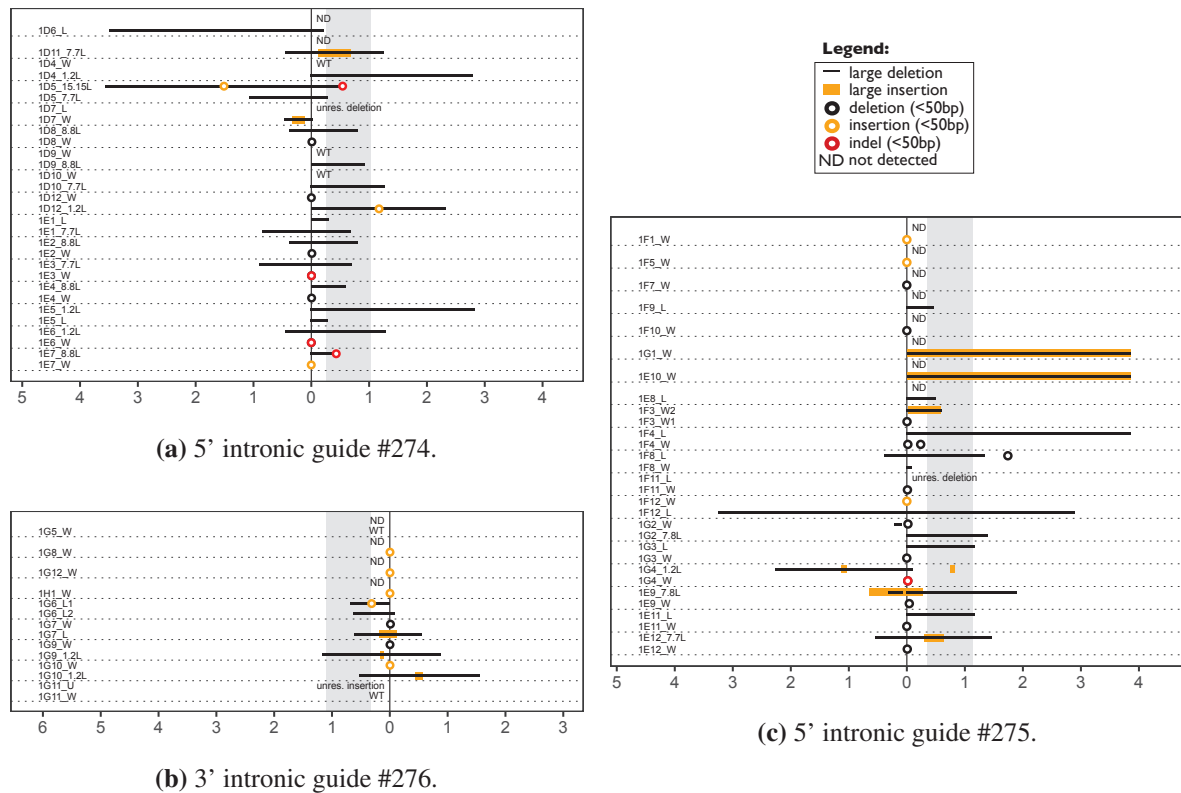 ND
1D6_L
ND
1D11_7.7L
1D4_W
WT
1D4_1.2L
1D5_15.15L
1D5_7.7L
1D7_L
unres. deletion
1D7_W
1D8_8.8L
1D8_W
1D9_W
WT
1D9_8.8L
1D10_W
WT
1D10_7.7L
1D12_W
1D12_1.2L
1E1_L
1E1_7.7L
1E2_8.8L
1E2_W
1E3_7.7L
1E3_W
1E4_8.8L
1E4_W
1E5_1.2L
1E5_L
1E6_1.2L
1E6_W
1E7_8.8L
1E7_W
5 4 3 2 1 0 1 2 3 4
(a) 5’ intronic guide #274.
ND
1G5_W
WT
ND
1G8_W
ND
1G12_W
ND
1H1_W
1G6_L1
1G6_L2
1G7_W
1G7_L
1G9_W
1G9_1.2L
1G10_W
1G10_1.2L
1G11_U
unres. insertion
1G11_W
WT
6 5 4 3 2 1 0 1 2 3
(b) 3’ intronic guide #276.
Legend:
large deletion
large insertion
deletion (<50bp)
insertion (<50bp)
indel (<50bp)
ND not detected
ND
1F1_W
ND
1F5_W
ND
1F7_W
ND
1F9_L
ND
1F10_W
ND
1G1_W
ND
1E10_W
ND
1E8_L
1F3_W2
1F3_W1
1F4_L
1F4_W
1F8_L
1F8_W
1F11_L
unres. deletion
1F11_W
1F12_W
1F12_L
1G2_W
1G2_7.8L
1G3_L
1G3_W
1G4_1.2L
1G4_W
1E9_7.8L
1E9_W
1E11_L
1E11_W
1E12_7.7L
1E12_W
5 4 3 2 1 0 1 2 3 4
(c) 5’ intronic guide #275.